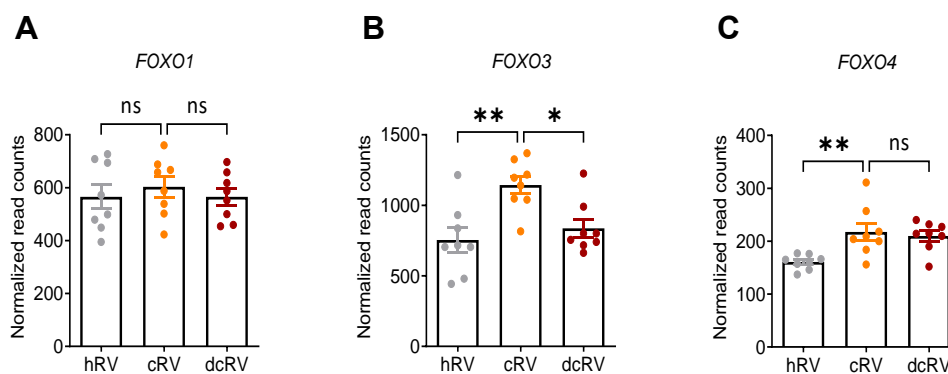 A
FOXO1
ns ns
Normalized read counts
800
600
400
200
0
hRV cRV dcRV
B
FOXO3
** *
Normalized read counts
1500
1000
500
0
hRV cRV dcRV
C
FOXO4
** ns
Normalized read counts
400
300
200
100
0
hRV cRV dcRV